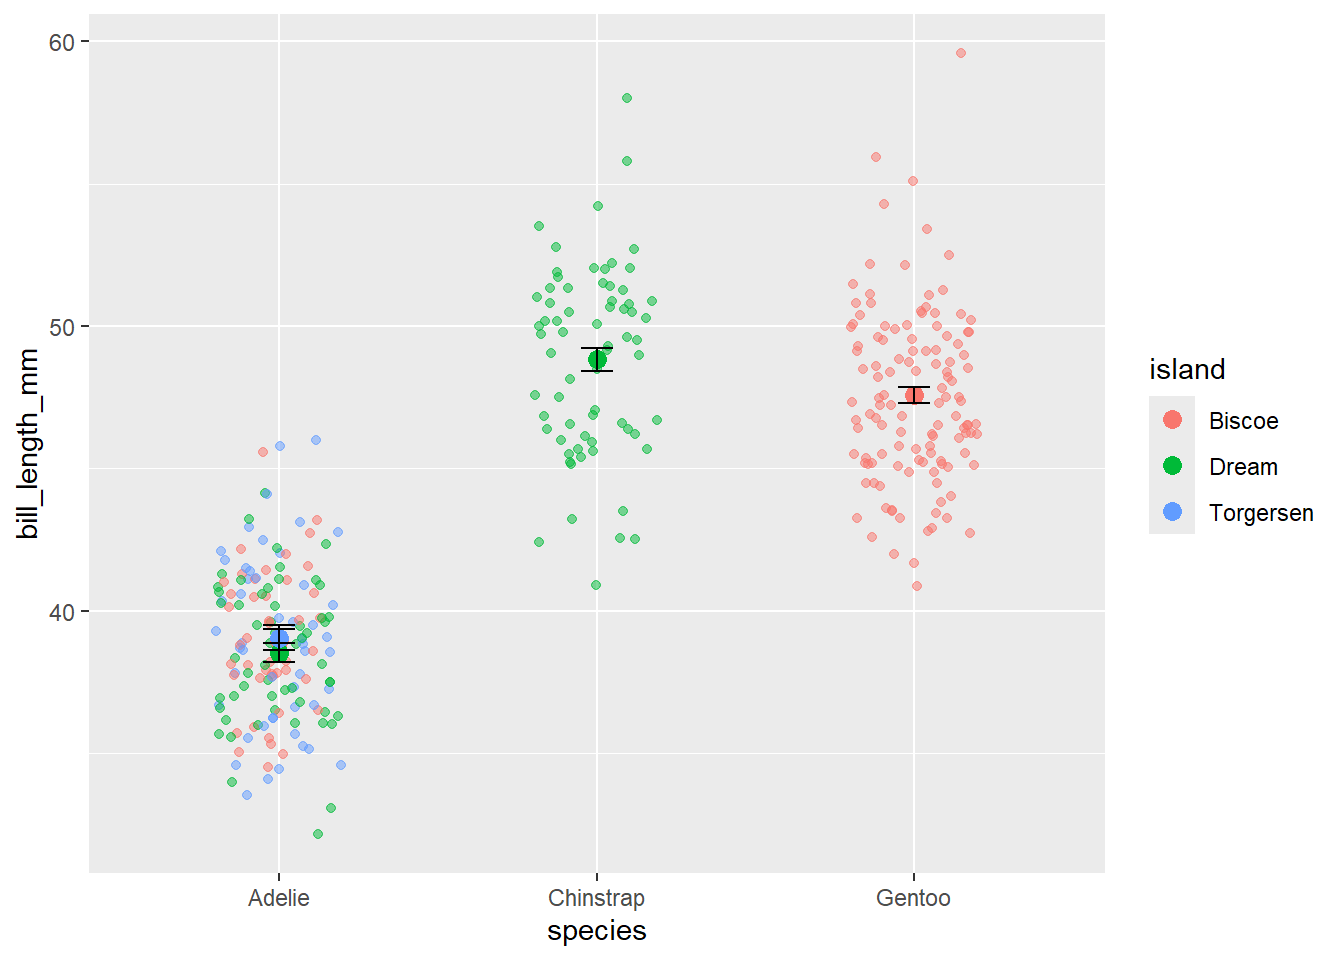 60
50
40
bill_length_mm
Adelie
Chinstrap
Gentoo
species
island
Biscoe
Dream
Torgersen